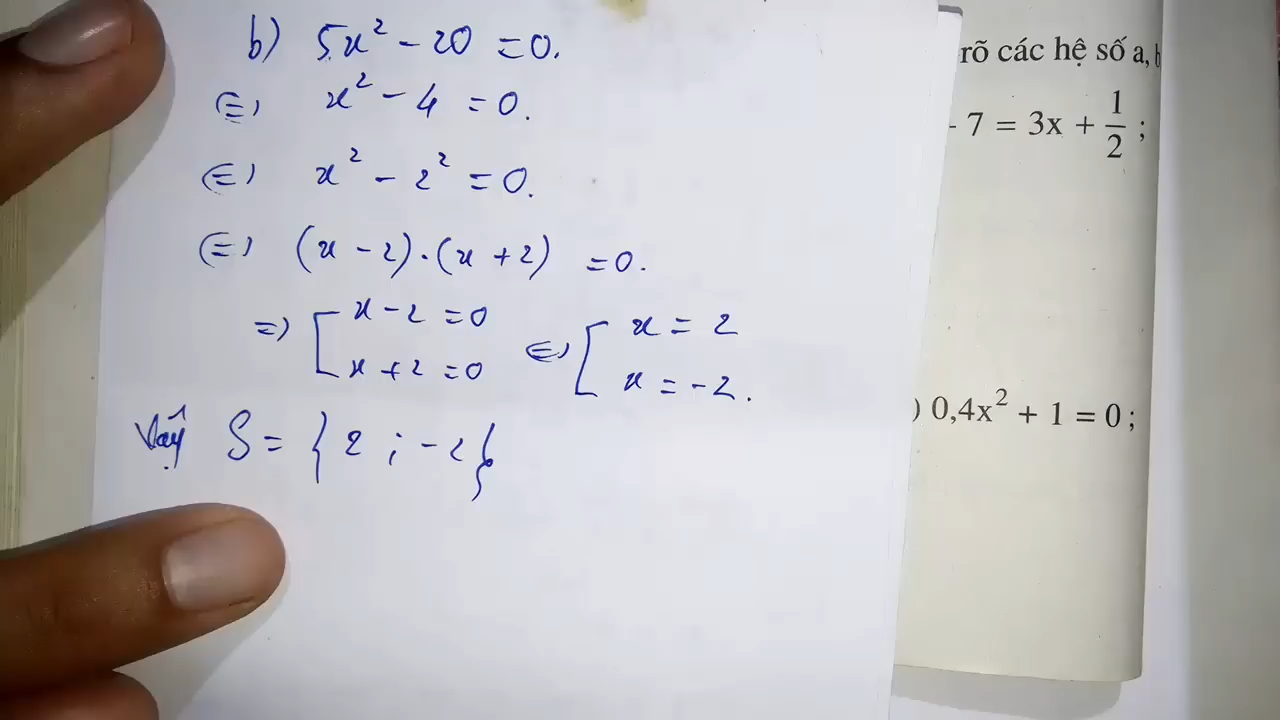 b) 5x² - 20 = 0.
⇔ x² - 4 = 0.
⇔ x² - 2² = 0.
⇔ (x - 2).(x + 2) = 0.
⇒ [ x - 2 = 0 ⇔ [ x = 2
x + 2 = 0 x = -2.
Vậy S = { 2 ; -2 }
rõ các hệ số a, b
- 7 = 3x + 1/2 ;
) 0,4x² + 1 = 0 ;